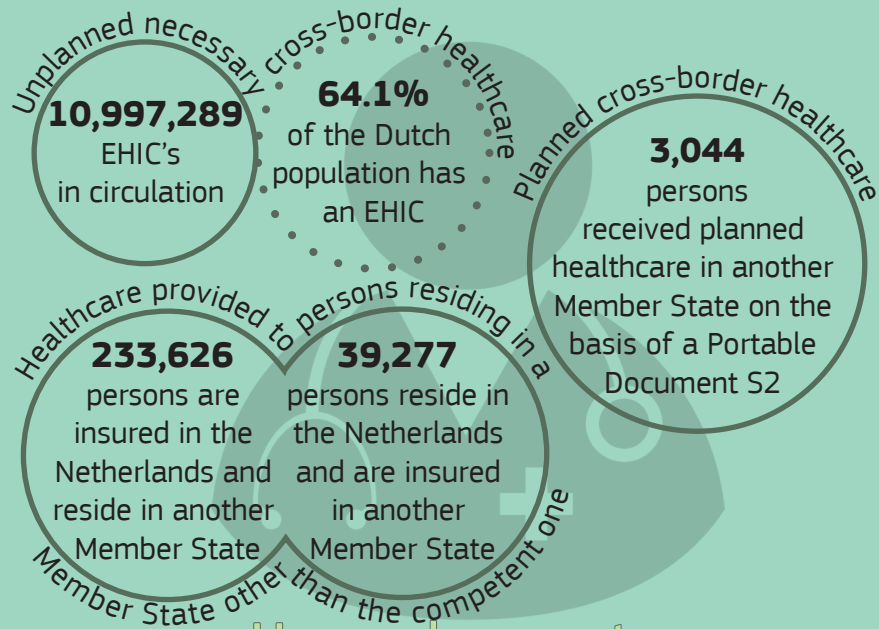 Unplanned necessary cross-border healthcare
10,997,289
EHIC's
in circulation
64.1%
of the Dutch
population has
an EHIC
Planned cross-border healthcare
3,044
persons
received planned
healthcare in another
Member State on the
basis of a Portable
Document S2
Healthcare provided to persons residing in a
Member State other than the competent one
233,626
persons are
insured in the
Netherlands and
reside in another
Member State
39,277
persons reside in
the Netherlands
and are insured
in another
Member State